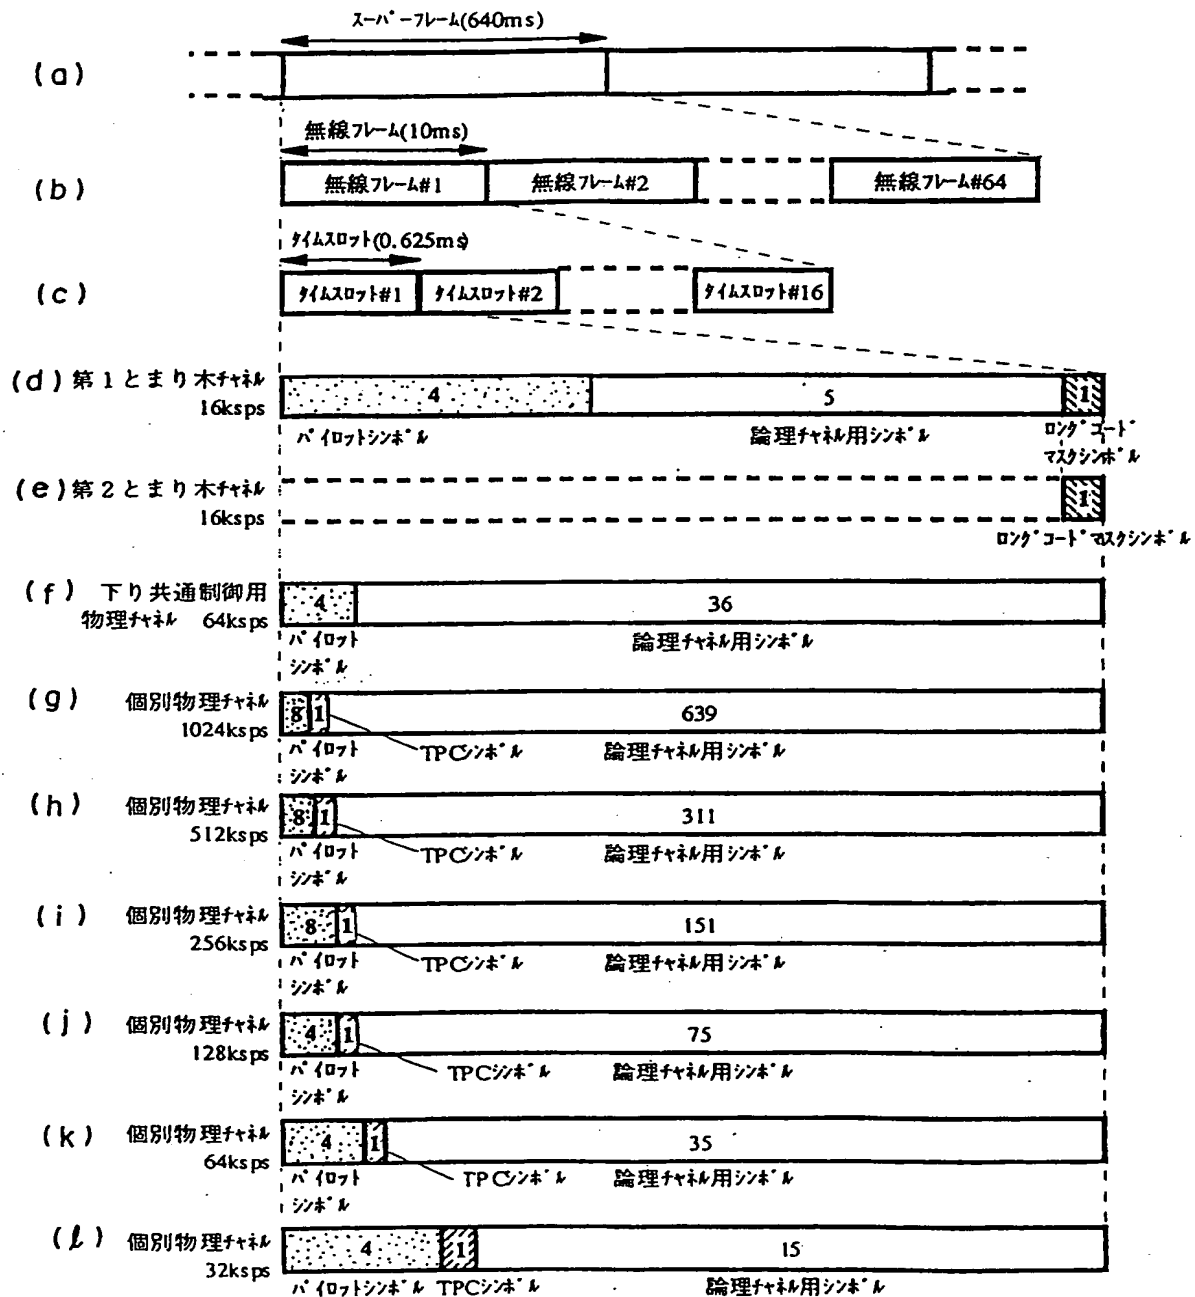 スーパーフレーム(640ms)
(a)
無線フレーム(10ms)
(b)
無線フレーム#1 無線フレーム#2 無線フレーム#64
タイムスロット(0.625ms)
(c)
タイムスロット#1 タイムスロット#2 タイムスロット#16
(d) 第1とまり木チャネル
16ksps
4 5 1
パイロットシンボル 論理チャネル用シンボル ロングコード
マスクシンボル
(e) 第2とまり木チャネル
16ksps
1
ロングコードマスクシンボル
(f) 下り共通制御用
物理チャネル 64ksps
4 36
パイロット
シンボル
論理チャネル用シンボル
(g) 個別物理チャネル
1024ksps
8 1 639
パイロット
シンボル
TPCシンボル 論理チャネル用シンボル
(h) 個別物理チャネル
512ksps
8 1 311
パイロット
シンボル
TPCシンボル 論理チャネル用シンボル
(i) 個別物理チャネル
256ksps
8 1 151
パイロット
シンボル
TPCシンボル 論理チャネル用シンボル
(j) 個別物理チャネル
128ksps
4 1 75
パイロット
シンボル
TPCシンボル 論理チャネル用シンボル
(k) 個別物理チャネル
64ksps
4 1 35
パイロット
シンボル
TPCシンボル 論理チャネル用シンボル
(ℓ) 個別物理チャネル
32ksps
4 1 15
パイロットシンボル TPCシンボル 論理チャネル用シンボル